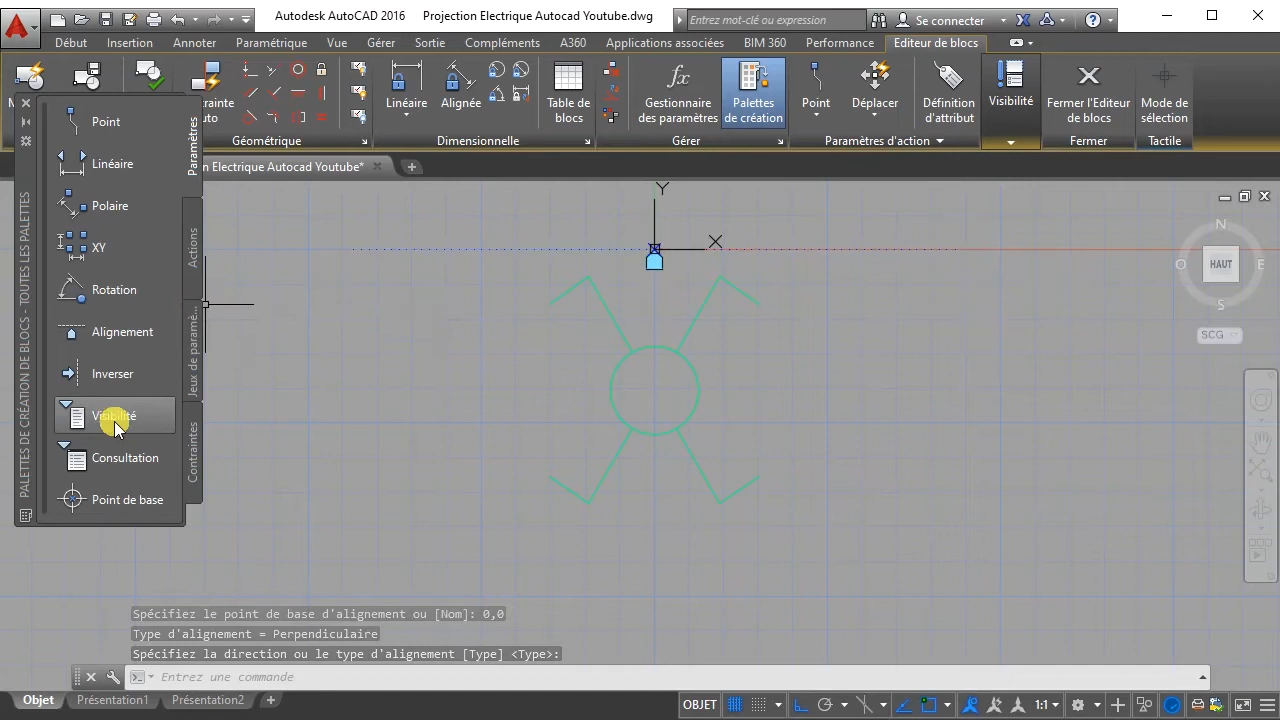 Autodesk AutoCAD 2016 Projection Electrique Autocad Youtube.dwg
Entrez mot-clé ou expression
Se connecter
Début Insertion Annoter Paramétrique Vue Gérer Sortie Compléments A360 Applications associées BIM 360 Performance Editeur de blocs
Linéaire
Alignée
Table de
blocs
Gestionnaire
des paramètres
Palettes
de création
Point
Déplacer
Définition
d'attribut
Visibilité
Fermer l'Editeur
de blocs
Mode de
sélection
Géométrique
Dimensionnelle
Gérer
Paramètres d'action
Fermer
Tactile
Electrique Autocad Youtube*
PALETTES DE CRÉATION DE BLOCS - TOUTES LES PALETTES
Point
Linéaire
Polaire
XY
Rotation
Alignement
Inverser
Visibilité
Consultation
Point de base
Paramètres
Actions
Jeux de paramè...
Contraintes
Y
X
N
O
HAUT
E
S
SCG
Spécifiez le point de base d'alignement ou [Nom]: 0,0
Type d'alignement = Perpendiculaire
Spécifiez la direction ou le type d'alignement [Type] <Type>:
Entrez une commande
Objet Présentation1 Présentation2
OBJET
1:1